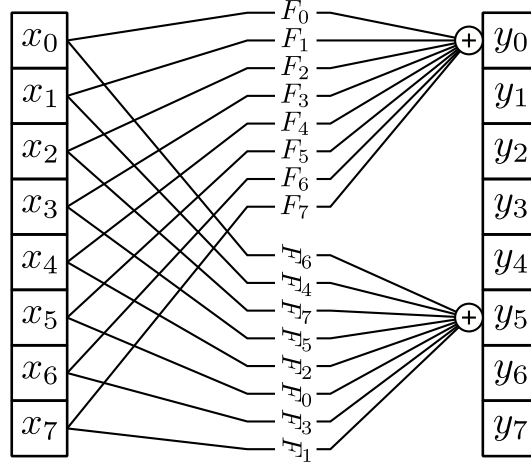 x₀
x₁
x₂
x₃
x₄
x₅
x₆
x₇
F₀
F₁
F₂
F₃
F₄
F₅
F₆
F₇
F₆
F₄
F₇
F₅
F₂
F₀
F₃
F₁
+
+
y₀
y₁
y₂
y₃
y₄
y₅
y₆
y₇